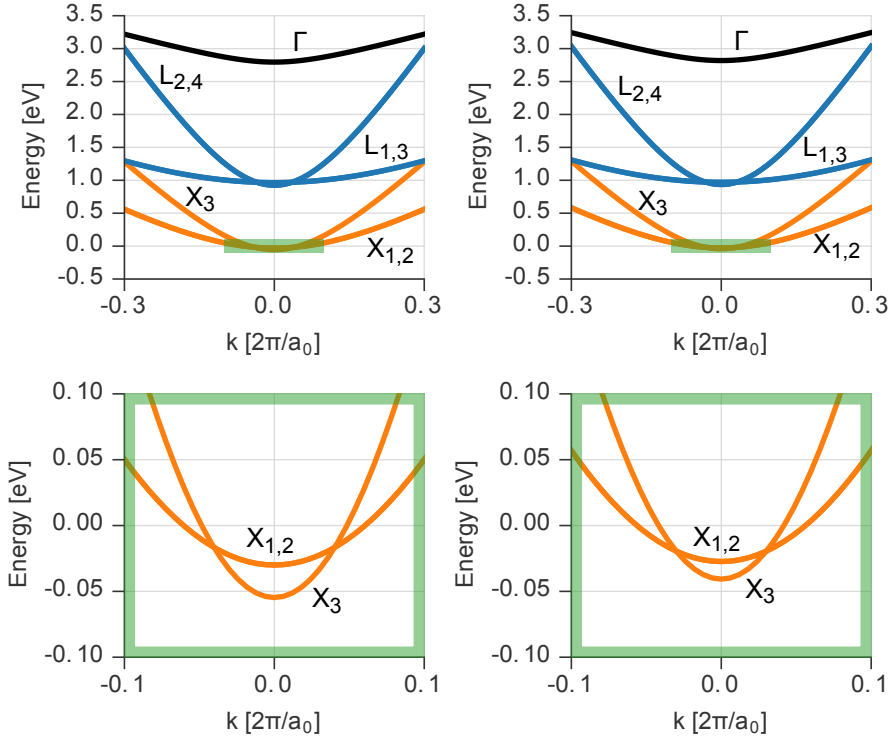 3.5
3.0
2.5
2.0
1.5
1.0
0.5
0.0
-0.5
Energy [eV]
Γ
L2,4
L1,3
X3
X1,2
-0.3
0.0
0.3
k [2π/a0]
3.5
3.0
2.5
2.0
1.5
1.0
0.5
0.0
-0.5
Energy [eV]
Γ
L2,4
L1,3
X3
X1,2
-0.3
0.0
0.3
k [2π/a0]
0.10
0.05
0.00
-0.05
-0.10
Energy [eV]
X1,2
X3
-0.1
0.0
0.1
k [2π/a0]
0.10
0.05
0.00
-0.05
-0.10
Energy [eV]
X1,2
X3
-0.1
0.0
0.1
k [2π/a0]